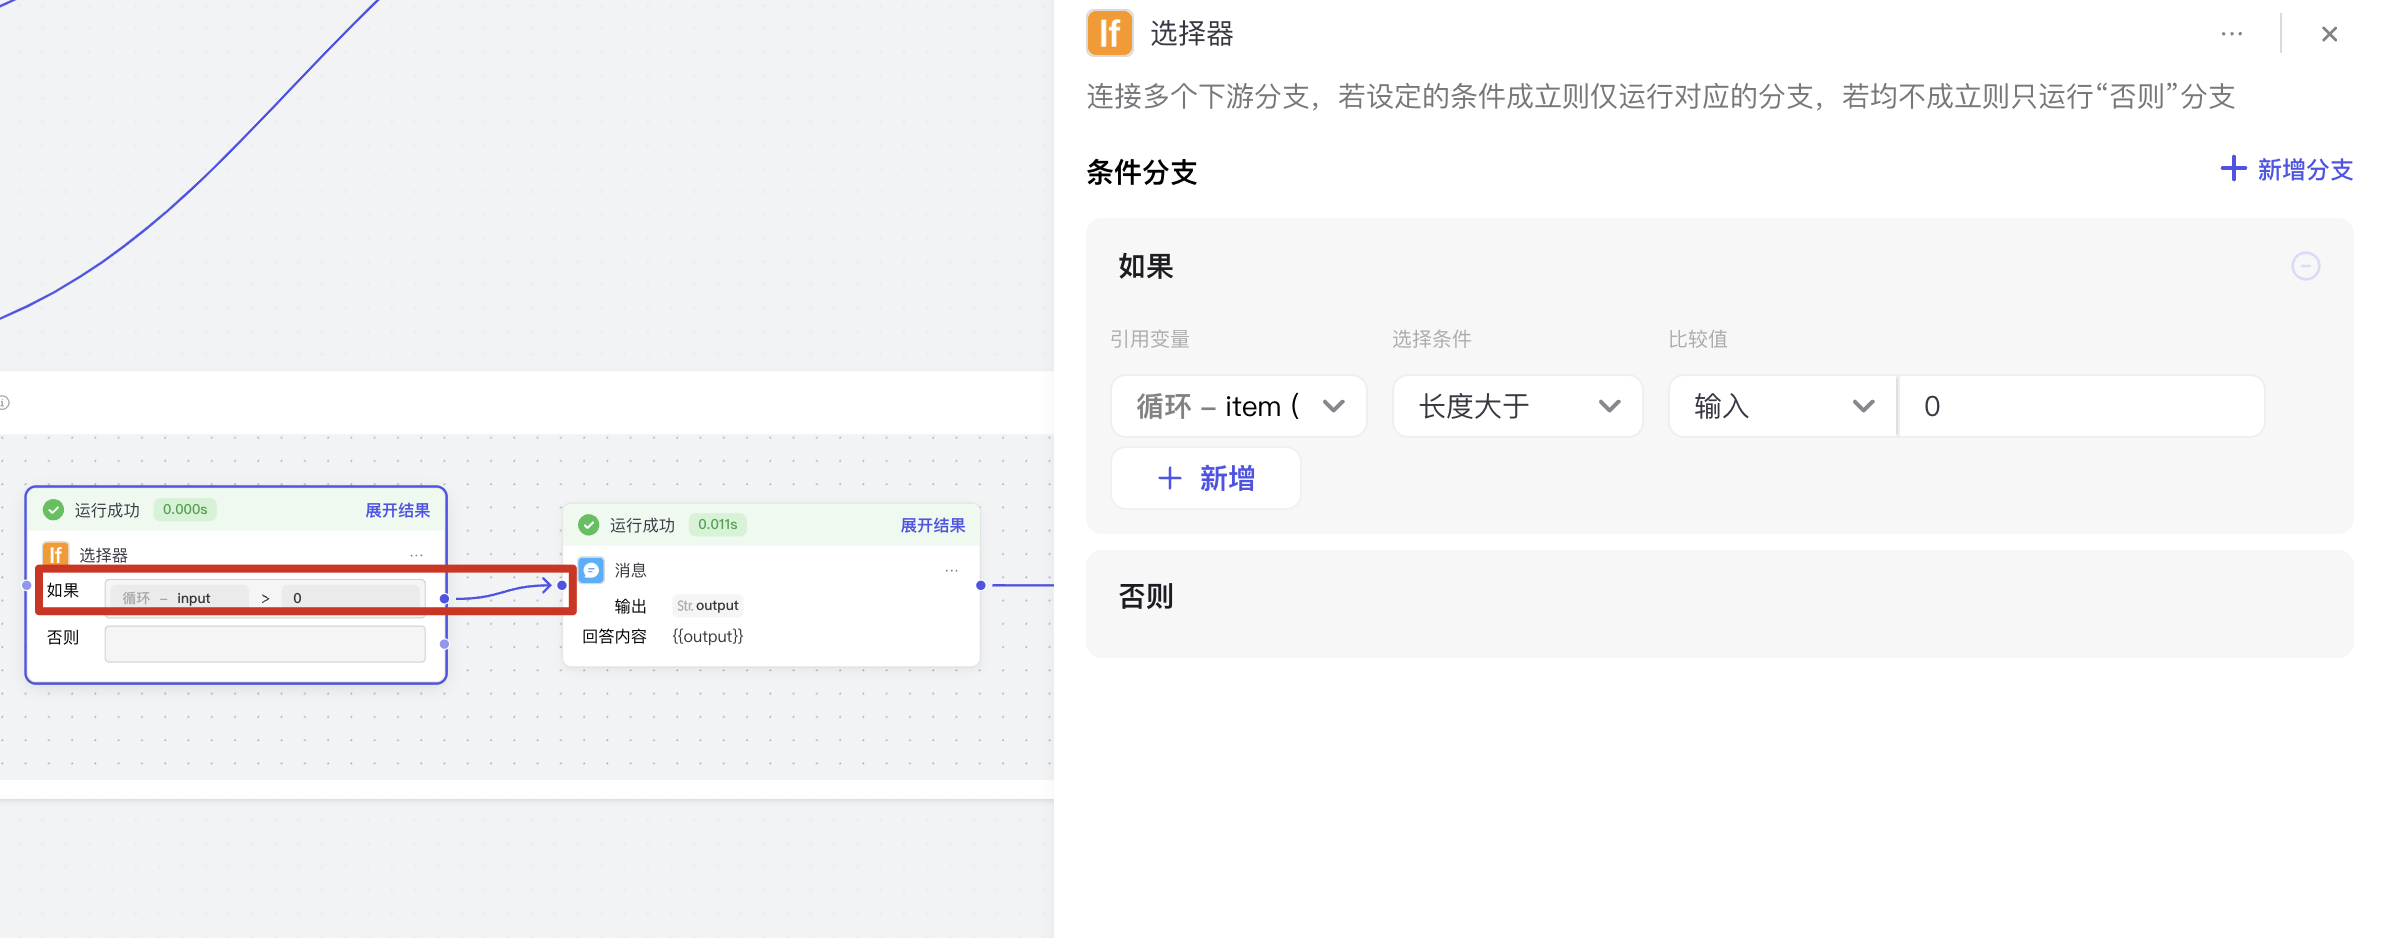 运行成功 0.000s 展开结果
If 选择器 ...
如果 循环 – input > 0
否则
运行成功 0.011s 展开结果
消息 ...
输出 Str. output
回答内容 {{output}}
If 选择器 ...
连接多个下游分支，若设定的条件成立则仅运行对应的分支，若均不成立则只运行“否则”分支
条件分支
+ 新增分支
如果
引用变量 选择条件 比较值
循环 – item ( 长度大于 输入 0
+ 新增
否则